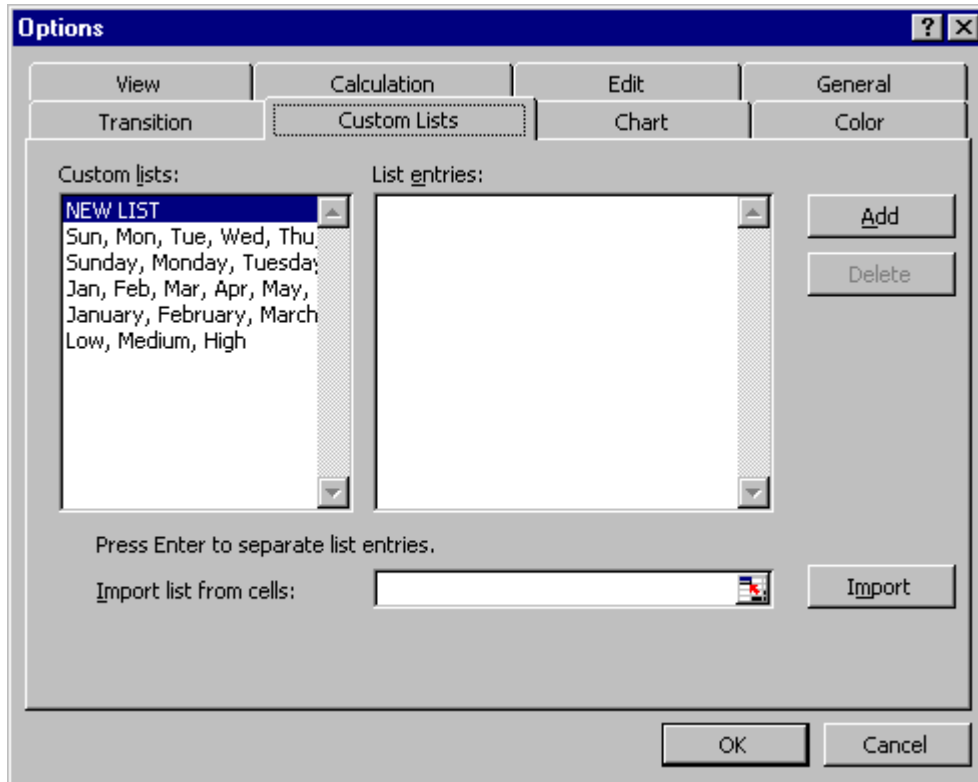 Options
View Calculation Edit General
Transition Custom Lists Chart Color
Custom lists: List entries:
NEW LIST
Sun, Mon, Tue, Wed, Thu,
Sunday, Monday, Tuesday
Jan, Feb, Mar, Apr, May,
January, February, March
Low, Medium, High
Add
Delete
Press Enter to separate list entries.
Import list from cells: Import
OK Cancel